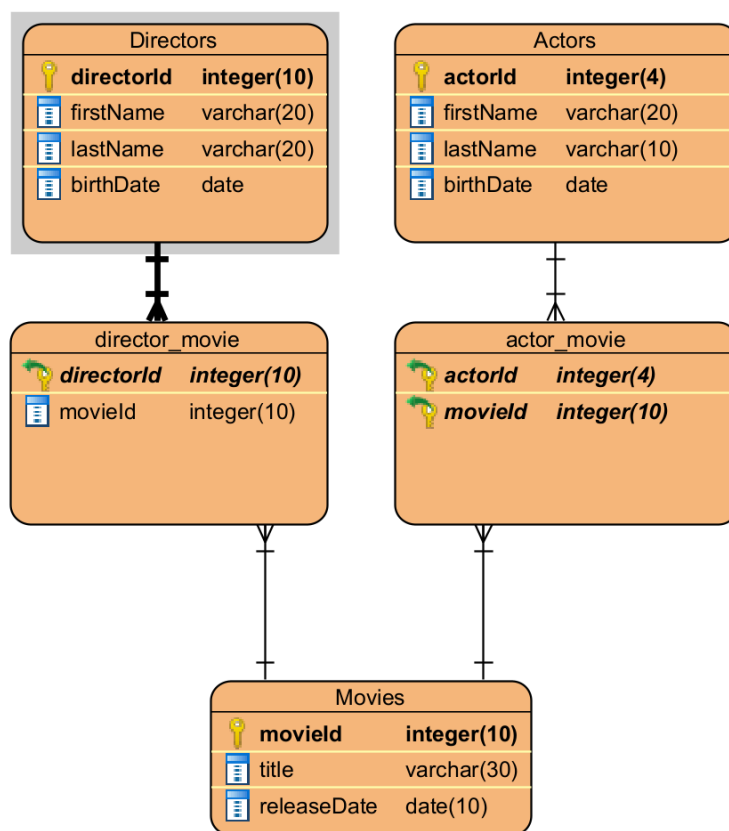 Directors
directorId integer(10)
firstName varchar(20)
lastName varchar(20)
birthDate date
Actors
actorId integer(4)
firstName varchar(20)
lastName varchar(10)
birthDate date
director_movie
directorId integer(10)
movieId integer(10)
actor_movie
actorId integer(4)
movieId integer(10)
Movies
movieId integer(10)
title varchar(30)
releaseDate date(10)